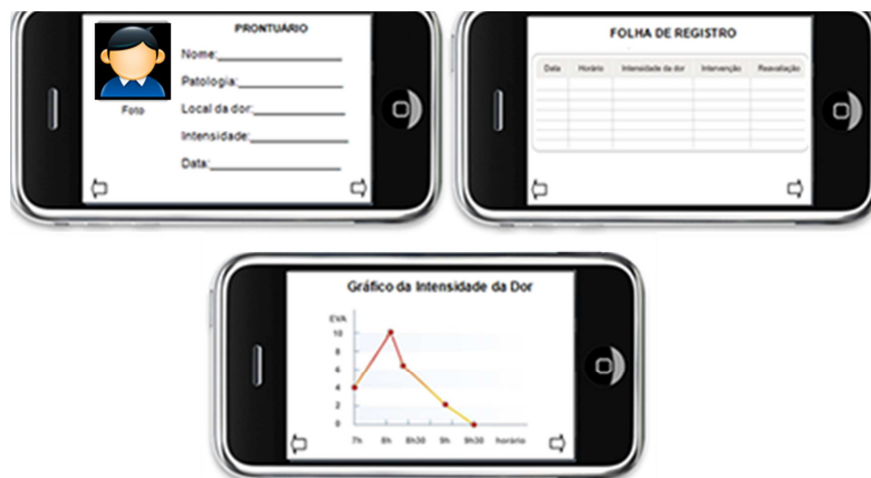 PRONTUÁRIO
Nome:
Patologia:
Local da dor:
Intensidade:
Data:
Foto
FOLHA DE REGISTRO
Data Horário Intensidade da dor Intervenção Reavaliação
Gráfico da Intensidade da Dor
EVA
10
8
6
4
2
0
7h 8h 8h30 9h 9h30 horário